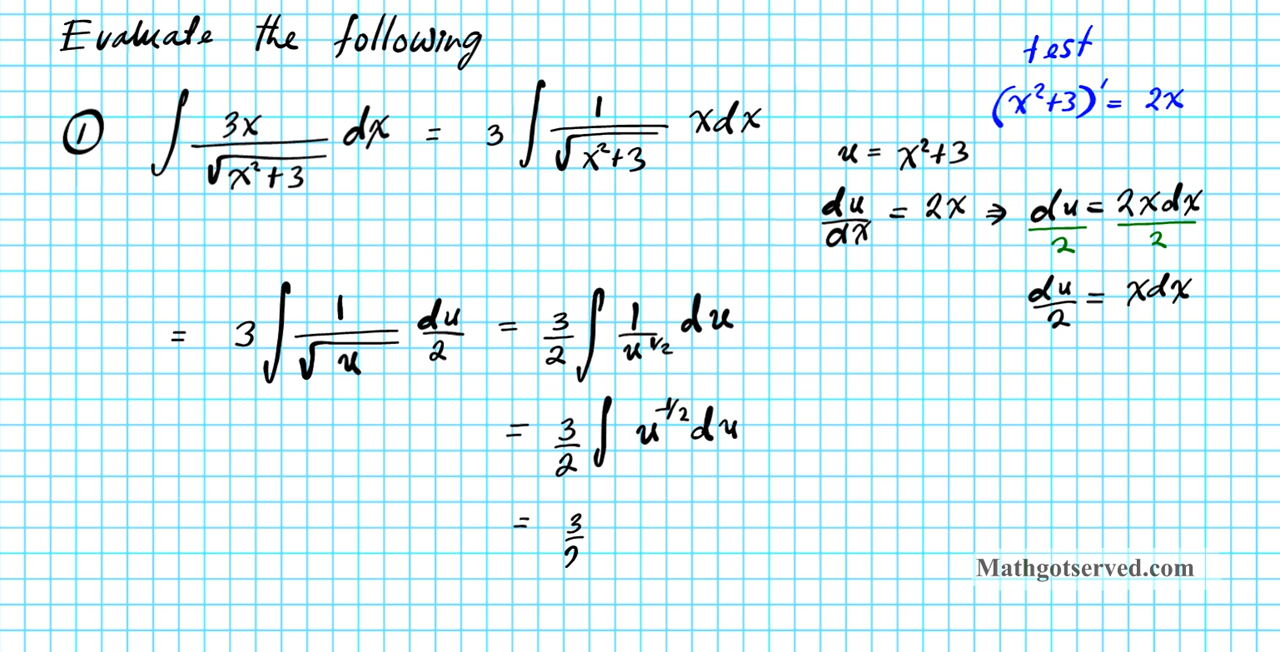 Evaluate the following
① ∫ 3x/√(x²+3) dx = 3 ∫ 1/√(x²+3) xdx
= 3 ∫ 1/√u du/2 = 3/2 ∫ 1/u^(1/2) du
= 3/2 ∫ u^(-1/2) du
= 3/2
test
(x²+3)' = 2x
u = x²+3
du/dx = 2x ⇒ du/2 = 2xdx/2
du/2 = xdx
Mathgotserved.com